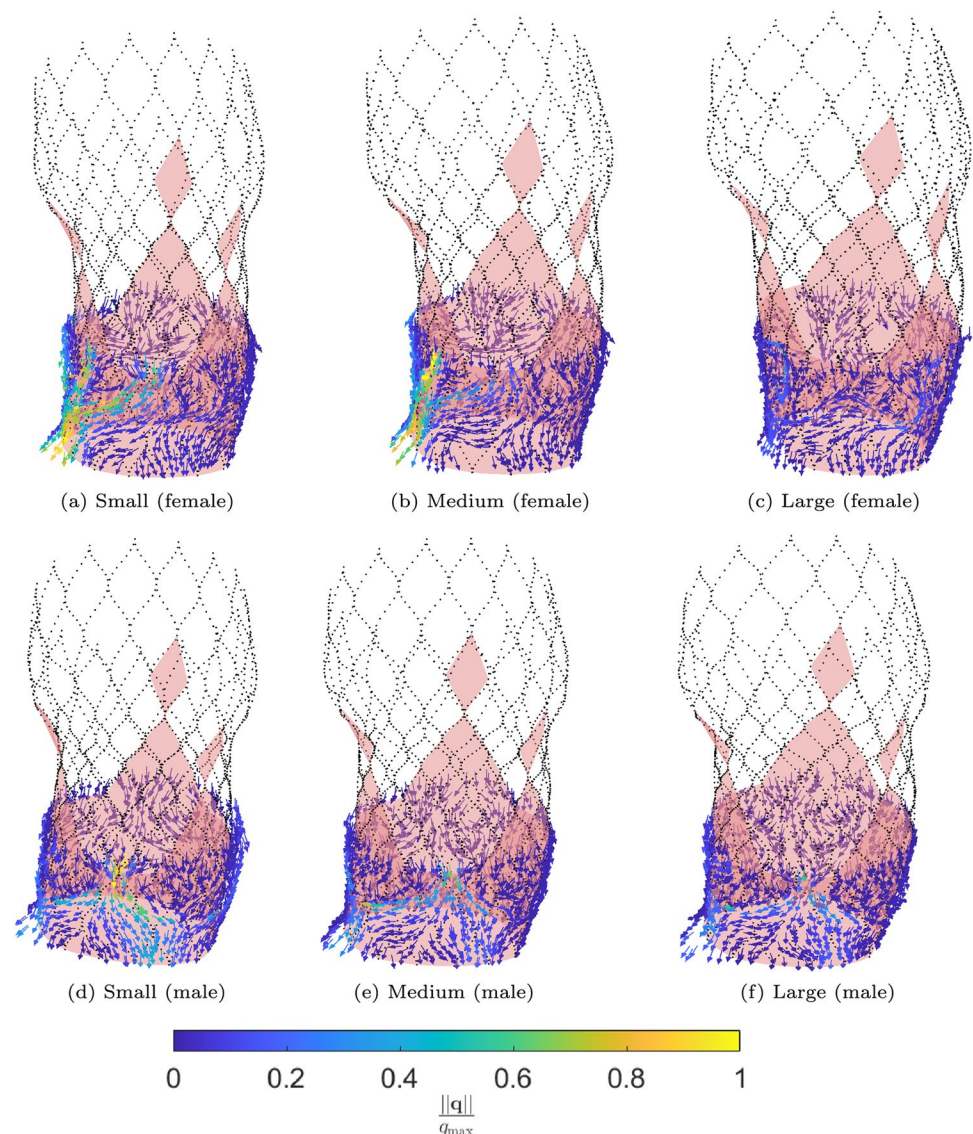 (a) Small (female)
(b) Medium (female)
(c) Large (female)
(d) Small (male)
(e) Medium (male)
(f) Large (male)
0 0.2 0.4 0.6 0.8 1
||q||
q_max